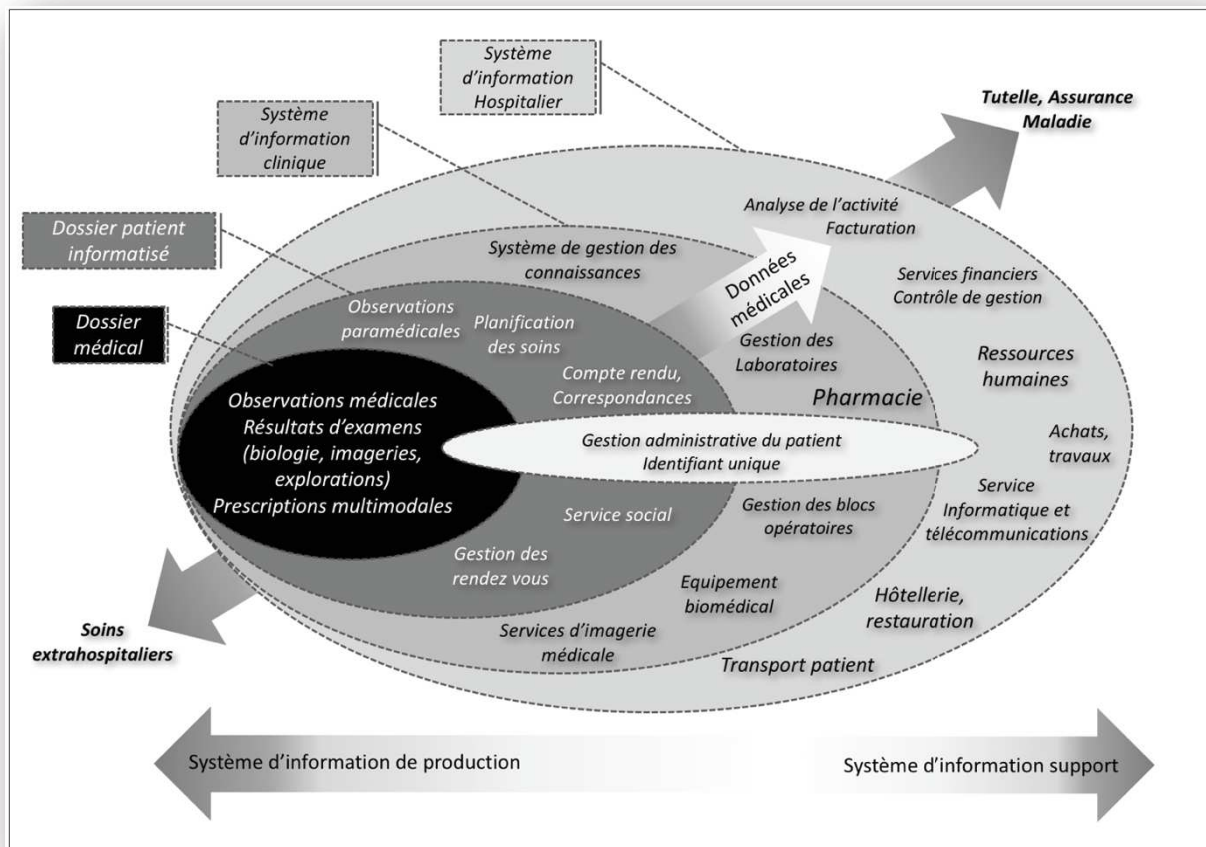 Système
d’information
Hospitalier
Tutelle, Assurance
Maladie
Système
d’information
clinique
Dossier patient
informatisé
Dossier
médical
Analyse de l’activité
Facturation
Système de gestion des
connaissances
Données
médicales
Services financiers
Contrôle de gestion
Observations
paramédicales
Planification
des soins
Gestion des
Laboratoires
Ressources
humaines
Compte rendu,
Correspondances
Pharmacie
Observations médicales
Résultats d’examens
(biologie, imageries,
explorations)
Prescriptions multimodales
Gestion administrative du patient
Identifiant unique
Achats,
travaux
Service
Informatique et
télécommunications
Service social
Gestion des blocs
opératoires
Gestion des
rendez vous
Equipement
biomédical
Hôtellerie,
restauration
Services d’imagerie
médicale
Transport patient
Soins
extrahospitaliers
Système d’information de production
Système d’information support